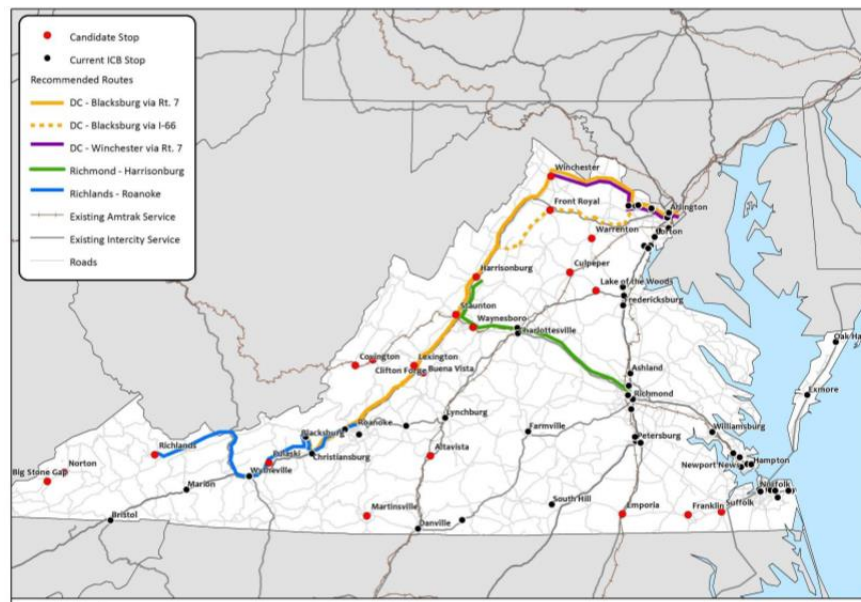 Candidate Stop
Current ICB Stop
Recommended Routes
DC - Blacksburg via Rt. 7
DC - Blacksburg via I-66
DC - Winchester via Rt. 7
Richmond - Harrisonburg
Richlands - Roanoke
Existing Amtrak Service
Existing Intercity Service
Roads
Winchester
Front Royal
Arlington
Warrenton
Lorton
Culpeper
Harrisonburg
Lake of the Woods
Fredericksburg
Staunton
Waynesboro
Charlottesville
Oak Ha
Covington
Clifton Forge
Lexington
Buena Vista
Ashland
Richmond
Exmore
Lynchburg
Roanoke
Blacksburg
Christiansburg
Farmville
Petersburg
Williamsburg
Richlands
Pulaski
Wytheville
Altavista
Newport News
Hampton
Big Stone Gap
Norton
Marion
Bristol
Martinsville
Danville
South Hill
Emporia
Franklin
Suffolk
Norfolk